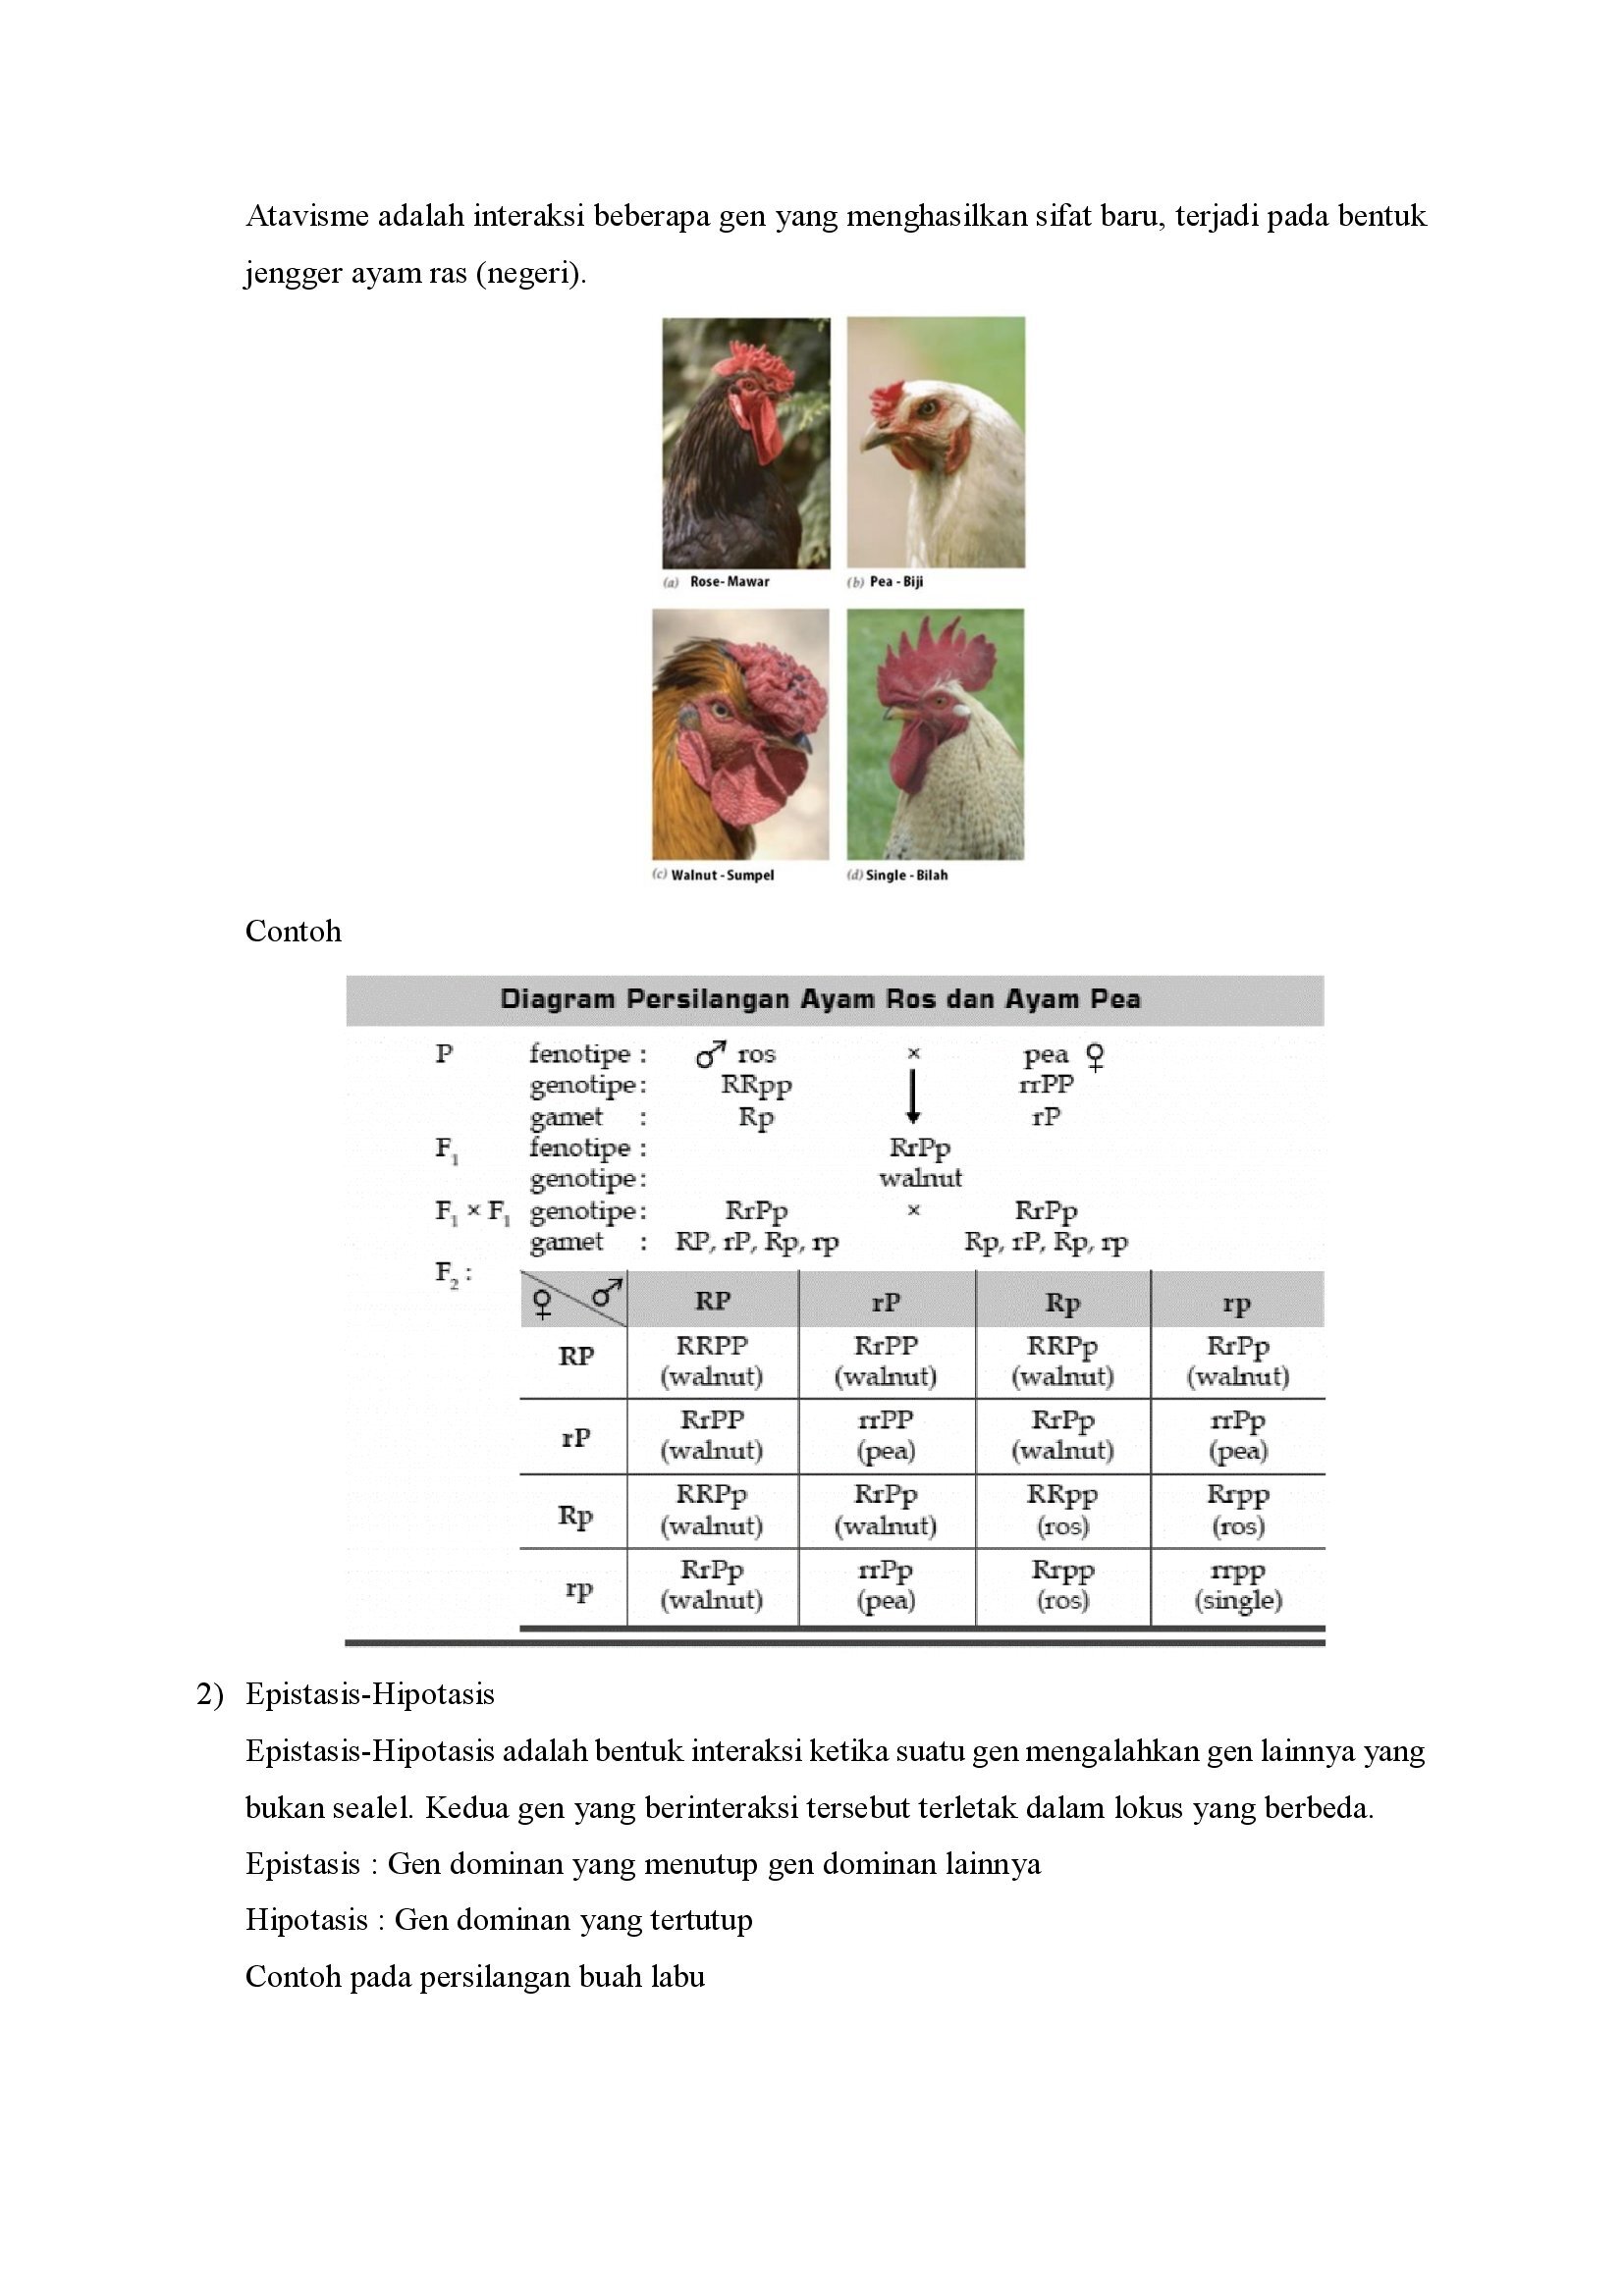 Atavisme adalah interaksi beberapa gen yang menghasilkan sifat baru, terjadi pada bentuk
jengger ayam ras (negeri).
(a) Rose- Mawar
(b) Pea - Biji
(c) Walnut - Sumpel
(d) Single - Bilah
Contoh
Diagram Persilangan Ayam Ros dan Ayam Pea
P fenotipe : ♂ ros × pea ♀
genotipe: RRpp rrPP
gamet : Rp rP
F₁ fenotipe : RrPp
genotipe: walnut
F₁ × F₁ genotipe: RrPp × RrPp
gamet : RP, rP, Rp, rp Rp, rP, Rp, rp
F₂ :
♀ ♂ RP rP Rp rp
RP RRPP RrPP RRPp RrPp
(walnut) (walnut) (walnut) (walnut)
rP RrPP rrPP RrPp rrPp
(walnut) (pea) (walnut) (pea)
Rp RRPp RrPp RRpp Rrpp
(walnut) (walnut) (ros) (ros)
rp RrPp rrPp Rrpp rrpp
(walnut) (pea) (ros) (single)
2) Epistasis-Hipotasis
Epistasis-Hipotasis adalah bentuk interaksi ketika suatu gen mengalahkan gen lainnya yang
bukan sealel. Kedua gen yang berinteraksi tersebut terletak dalam lokus yang berbeda.
Epistasis : Gen dominan yang menutup gen dominan lainnya
Hipotasis : Gen dominan yang tertutup
Contoh pada persilangan buah labu